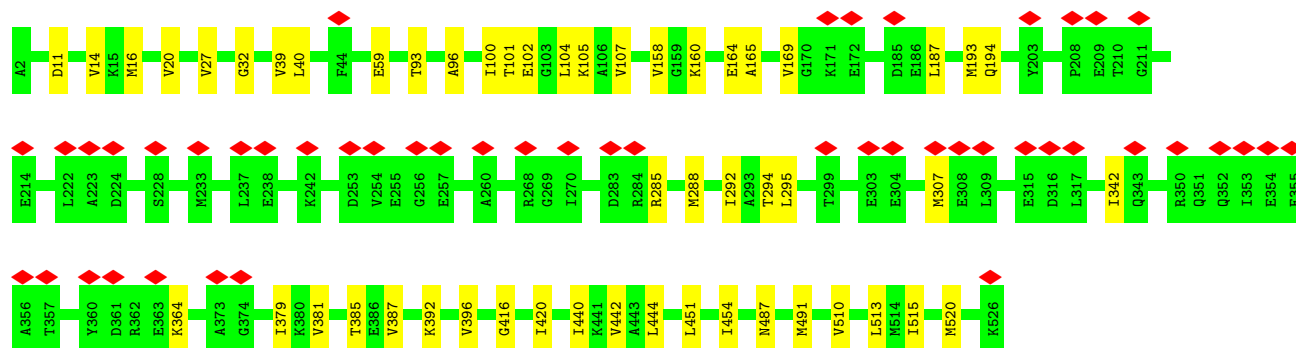 A2 D11 V14 K15 M16 V20 V27 G32 V39 L40 F44 E59 T93 A96 I100 T101 E102 G103 L104 K105 A106 V107 V158 G159 K160 E164 A165 V169 G170 K171 E172 D185 E186 L187 M193 Q194 Y203 P208 E209 T210 G211
E214 L222 A223 D224 S228 M233 L237 E238 K242 D253 V254 E255 G256 E257 A260 R268 G269 I270 D283 R284 R285 M288 I292 A293 T294 L295 T299 E303 E304 M307 E308 L309 E315 D316 L317 I342 Q343 R350 Q351 Q352 I353 E354 E355
A356 T357 Y360 D361 R362 E363 K364 A373 G374 I379 K380 V381 T385 E386 V387 K392 V396 G416 I420 I440 K441 V442 A443 L444 L451 I454 N487 M491 V510 L513 M514 I515 M520 K526